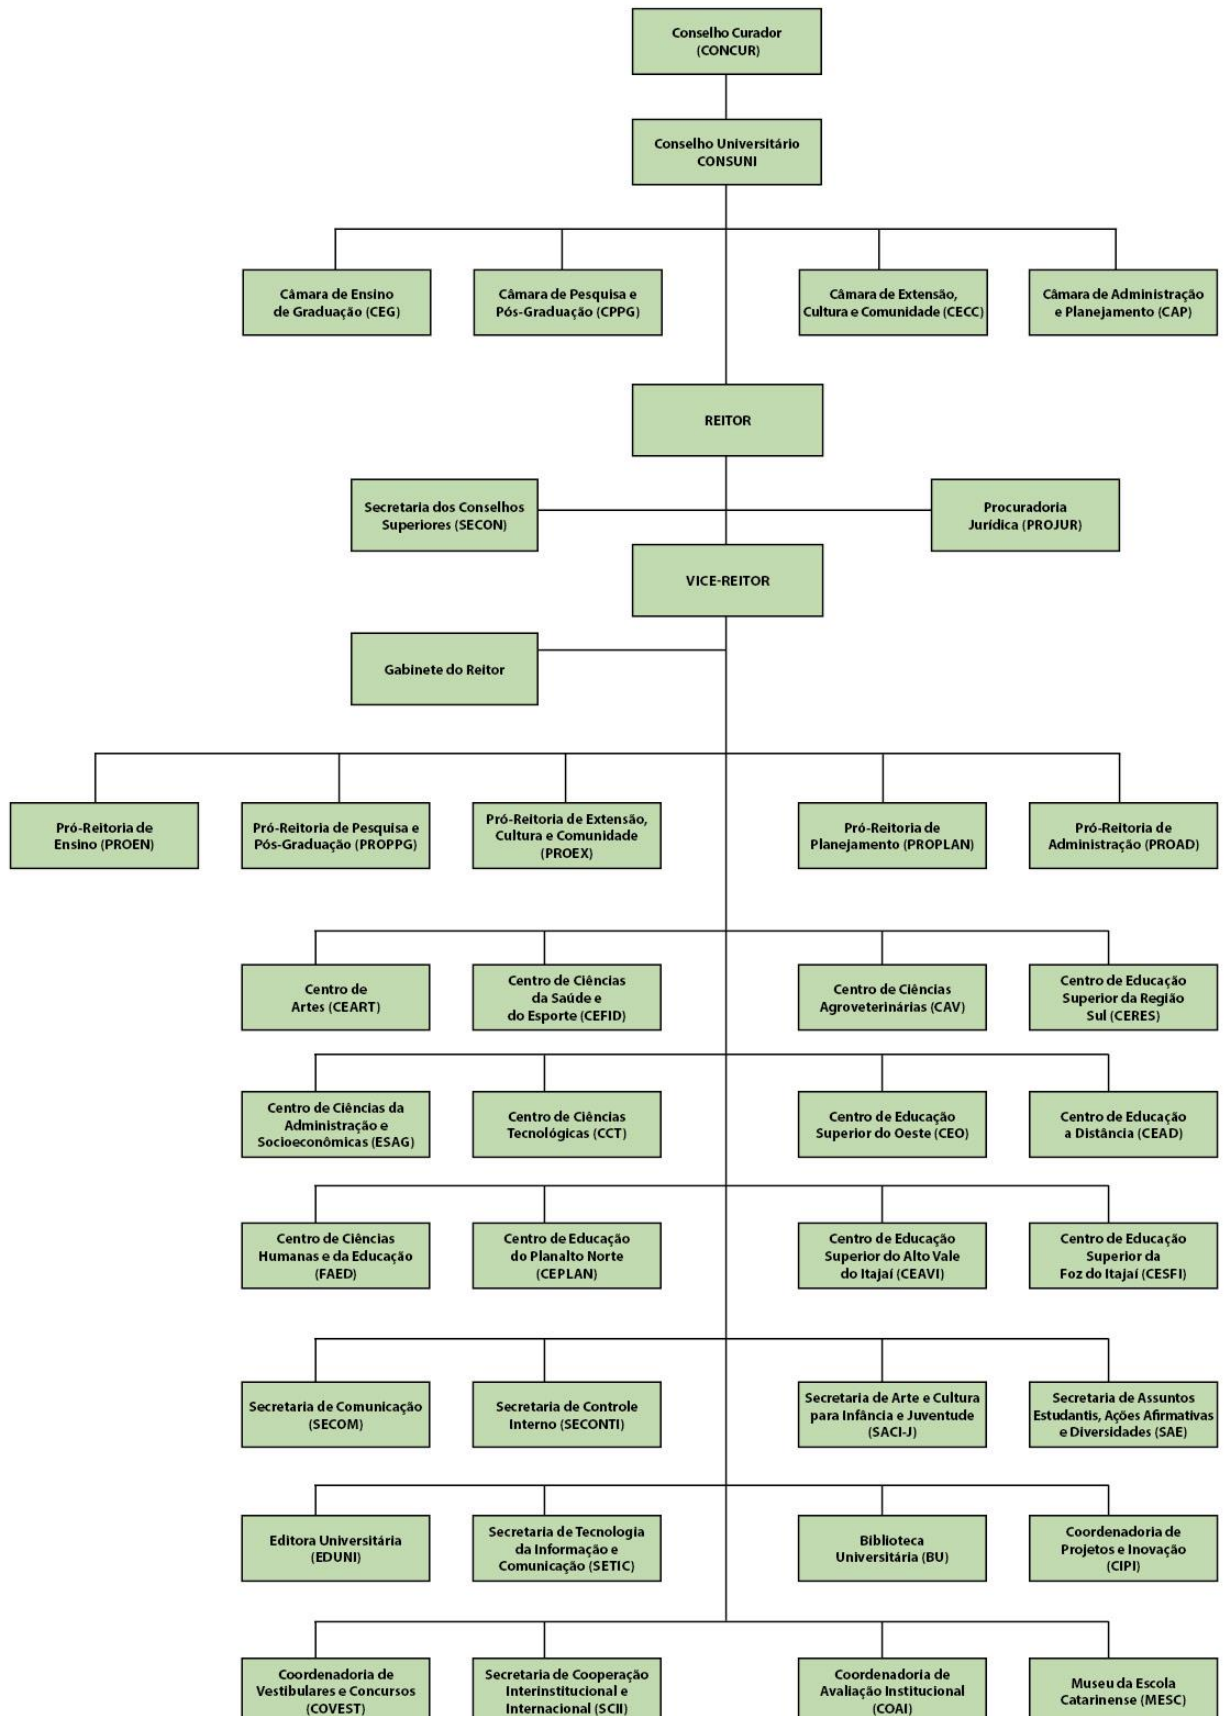 Conselho Curador
(CONCUR)
Conselho Universitário
CONSUNI
Câmara de Ensino
de Graduação (CEG)
Câmara de Pesquisa e
Pós-Graduação (CPPG)
Câmara de Extensão,
Cultura e Comunidade (CECC)
Câmara de Administração
e Planejamento (CAP)
REITOR
Secretaria dos Conselhos
Superiores (SECON)
Procuradoria
Jurídica (PROJUR)
VICE-REITOR
Gabinete do Reitor
Pró-Reitoria de
Ensino (PROEN)
Pró-Reitoria de Pesquisa e
Pós-Graduação (PROPPG)
Pró-Reitoria de Extensão,
Cultura e Comunidade
(PROEX)
Pró-Reitoria de
Planejamento (PROPLAN)
Pró-Reitoria de
Administração (PROAD)
Centro de
Artes (CEART)
Centro de Ciências
da Saúde e
do Esporte (CEFID)
Centro de Ciências
Agroveterinárias (CAV)
Centro de Educação
Superior da Região
Sul (CERES)
Centro de Ciências da
Administração e
Socioeconômicas (ESAG)
Centro de Ciências
Tecnológicas (CCT)
Centro de Educação
Superior do Oeste (CEO)
Centro de Educação
a Distância (CEAD)
Centro de Ciências
Humanas e da Educação
(FAED)
Centro de Educação
do Planalto Norte
(CEPLAN)
Centro de Educação
Superior do Alto Vale
do Itajaí (CEAVI)
Centro de Educação
Superior da
Foz do Itajaí (CESFI)
Secretaria de Comunicação
(SECOM)
Secretaria de Controle
Interno (SECONTI)
Secretaria de Arte e Cultura
para Infância e Juventude
(SACI-J)
Secretaria de Assuntos
Estudantis, Ações Afirmativas
e Diversidades (SAE)
Editora Universitária
(EDUNI)
Secretaria de Tecnologia
da Informação e
Comunicação (SETIC)
Biblioteca
Universitária (BU)
Coordenadoria de
Projetos e Inovação
(CIPI)
Coordenadoria de
Vestibulares e Concursos
(COVEST)
Secretaria de Cooperação
Interinstitucional e
Internacional (SCII)
Coordenadoria de
Avaliação Institucional
(COAI)
Museu da Escola
Catarinense (MESC)